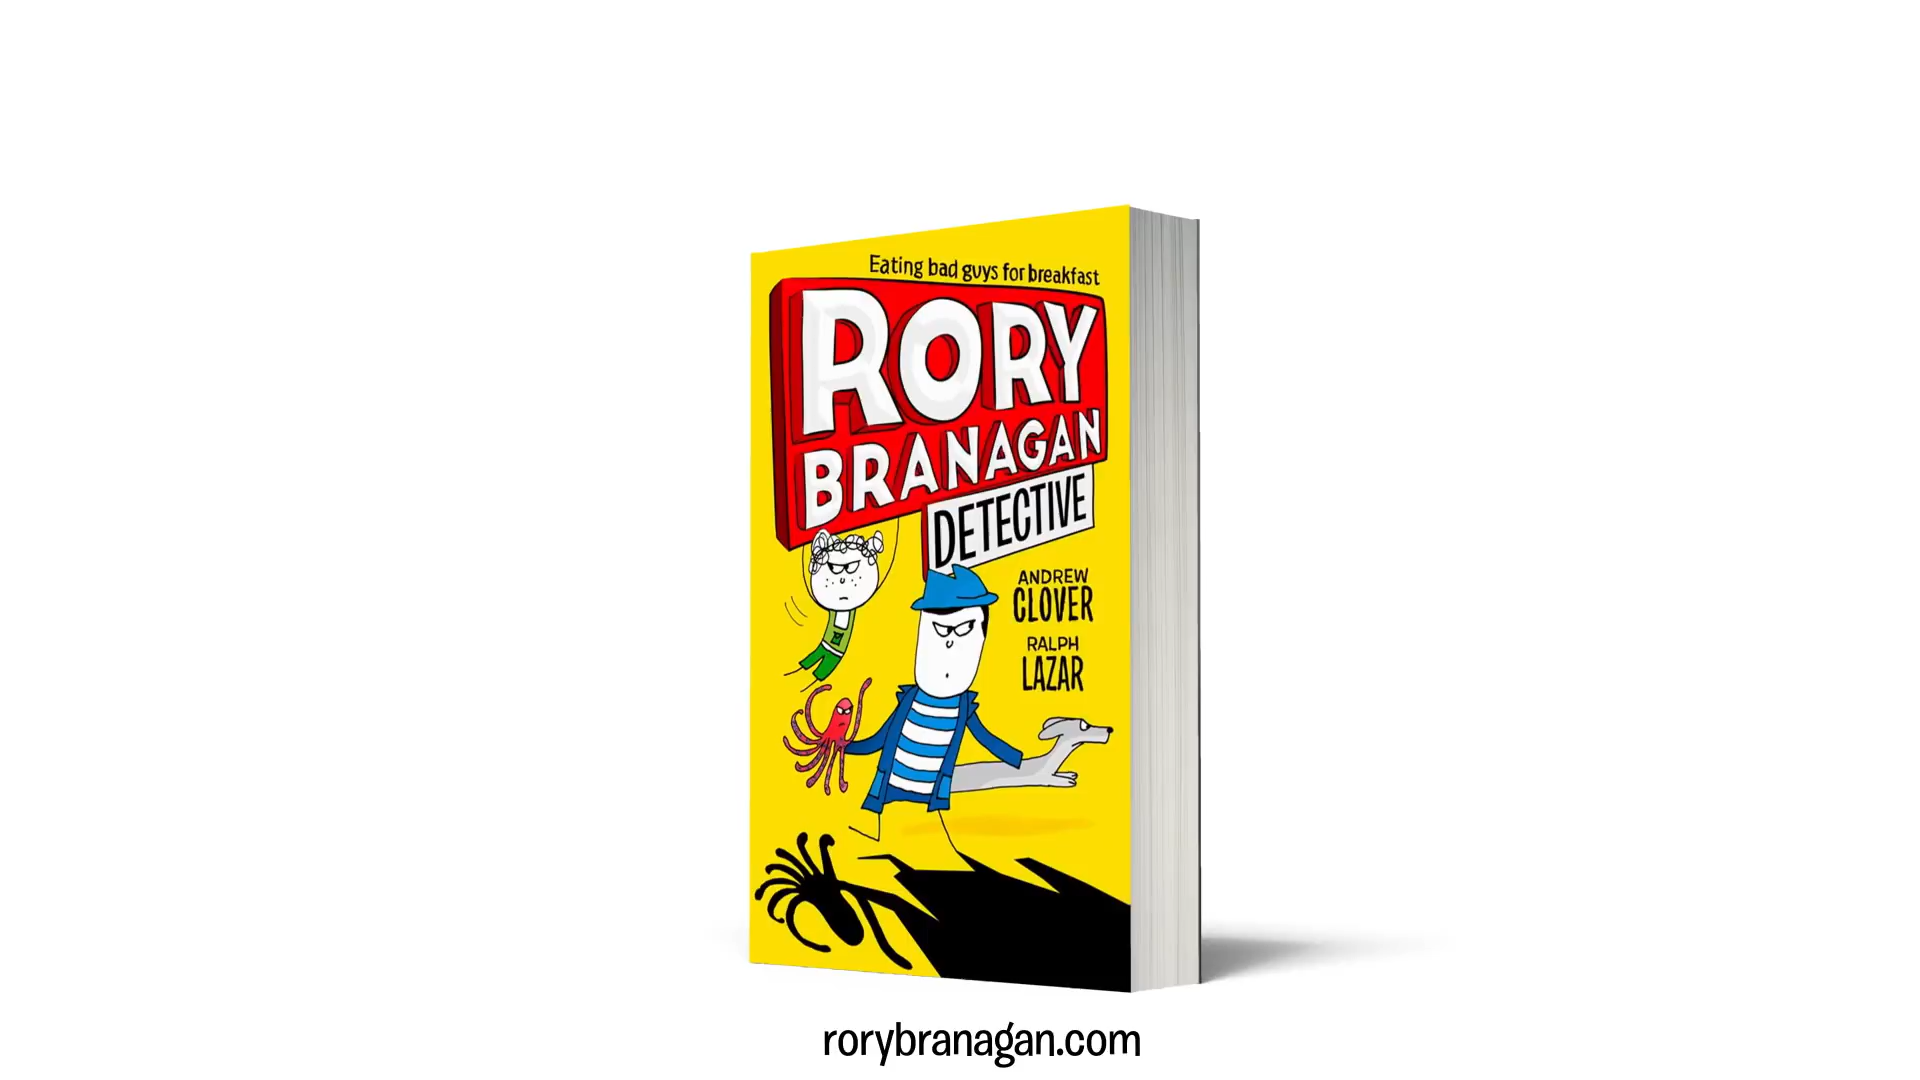 Eating bad guys for breakfast
RORY
BRANAGAN
DETECTIVE
ANDREW
CLOVER
RALPH
LAZAR
rorybranagan.com